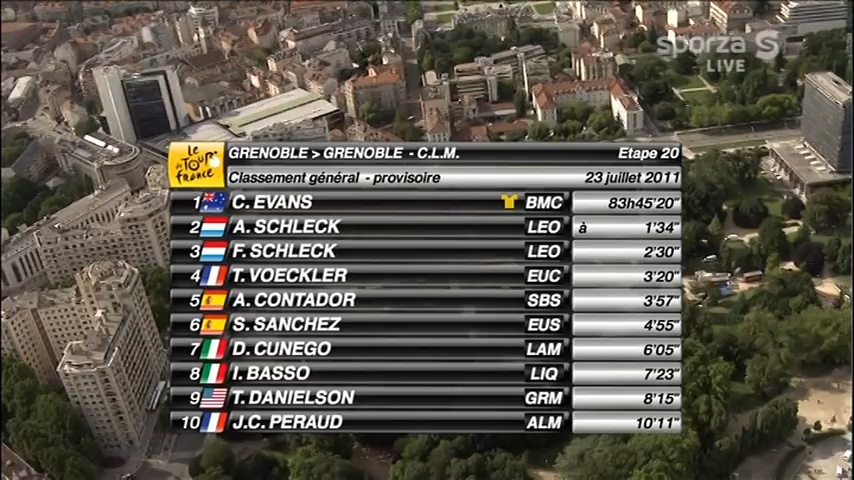 sporza S
LIVE
Le Tour de France
GRENOBLE > GRENOBLE - C.L.M. Etape 20
Classement général - provisoire 23 juillet 2011
1 C. EVANS BMC 83h45'20"
2 A. SCHLECK LEO à 1'34"
3 F. SCHLECK LEO 2'30"
4 T. VOECKLER EUC 3'20"
5 A. CONTADOR SBS 3'57"
6 S. SANCHEZ EUS 4'55"
7 D. CUNEGO LAM 6'05"
8 I. BASSO LIQ 7'23"
9 T. DANIELSON GRM 8'15"
10 J.C. PERAUD ALM 10'11"